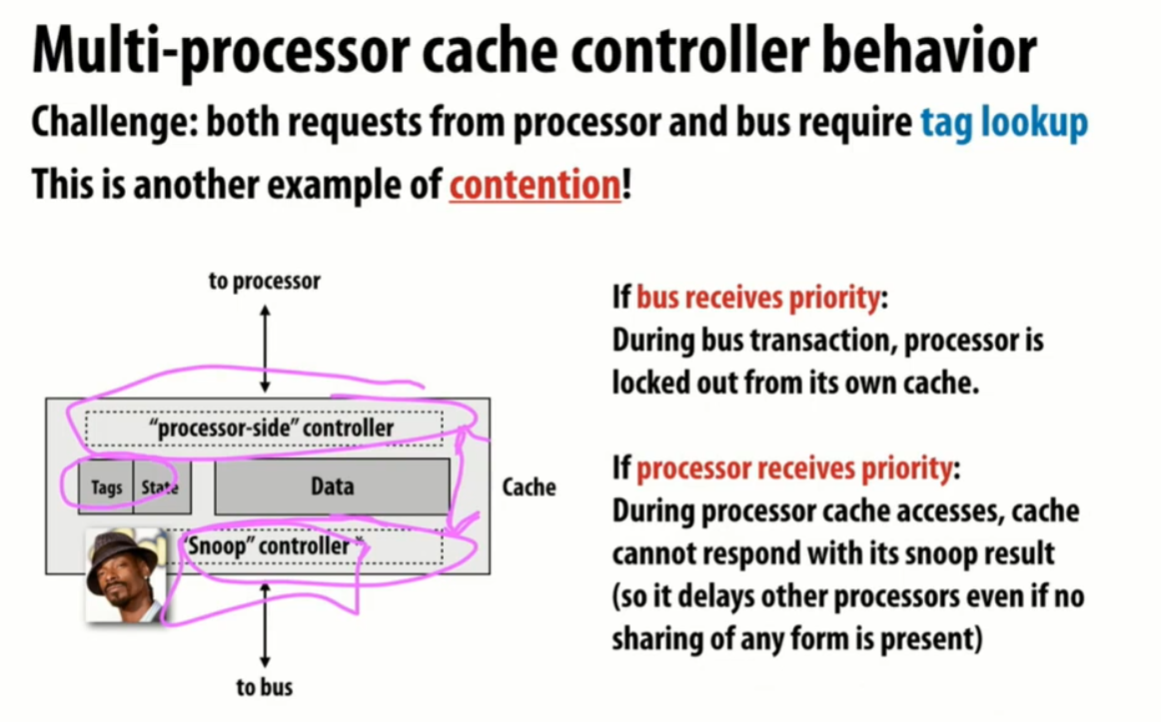 Multi-processor cache controller behavior
Challenge: both requests from processor and bus require tag lookup
This is another example of contention!
to processor
"processor-side" controller
Tags
State
Data
Cache
"Snoop" controller
to bus
If bus receives priority:
During bus transaction, processor is
locked out from its own cache.
If processor receives priority:
During processor cache accesses, cache
cannot respond with its snoop result
(so it delays other processors even if no
sharing of any form is present)